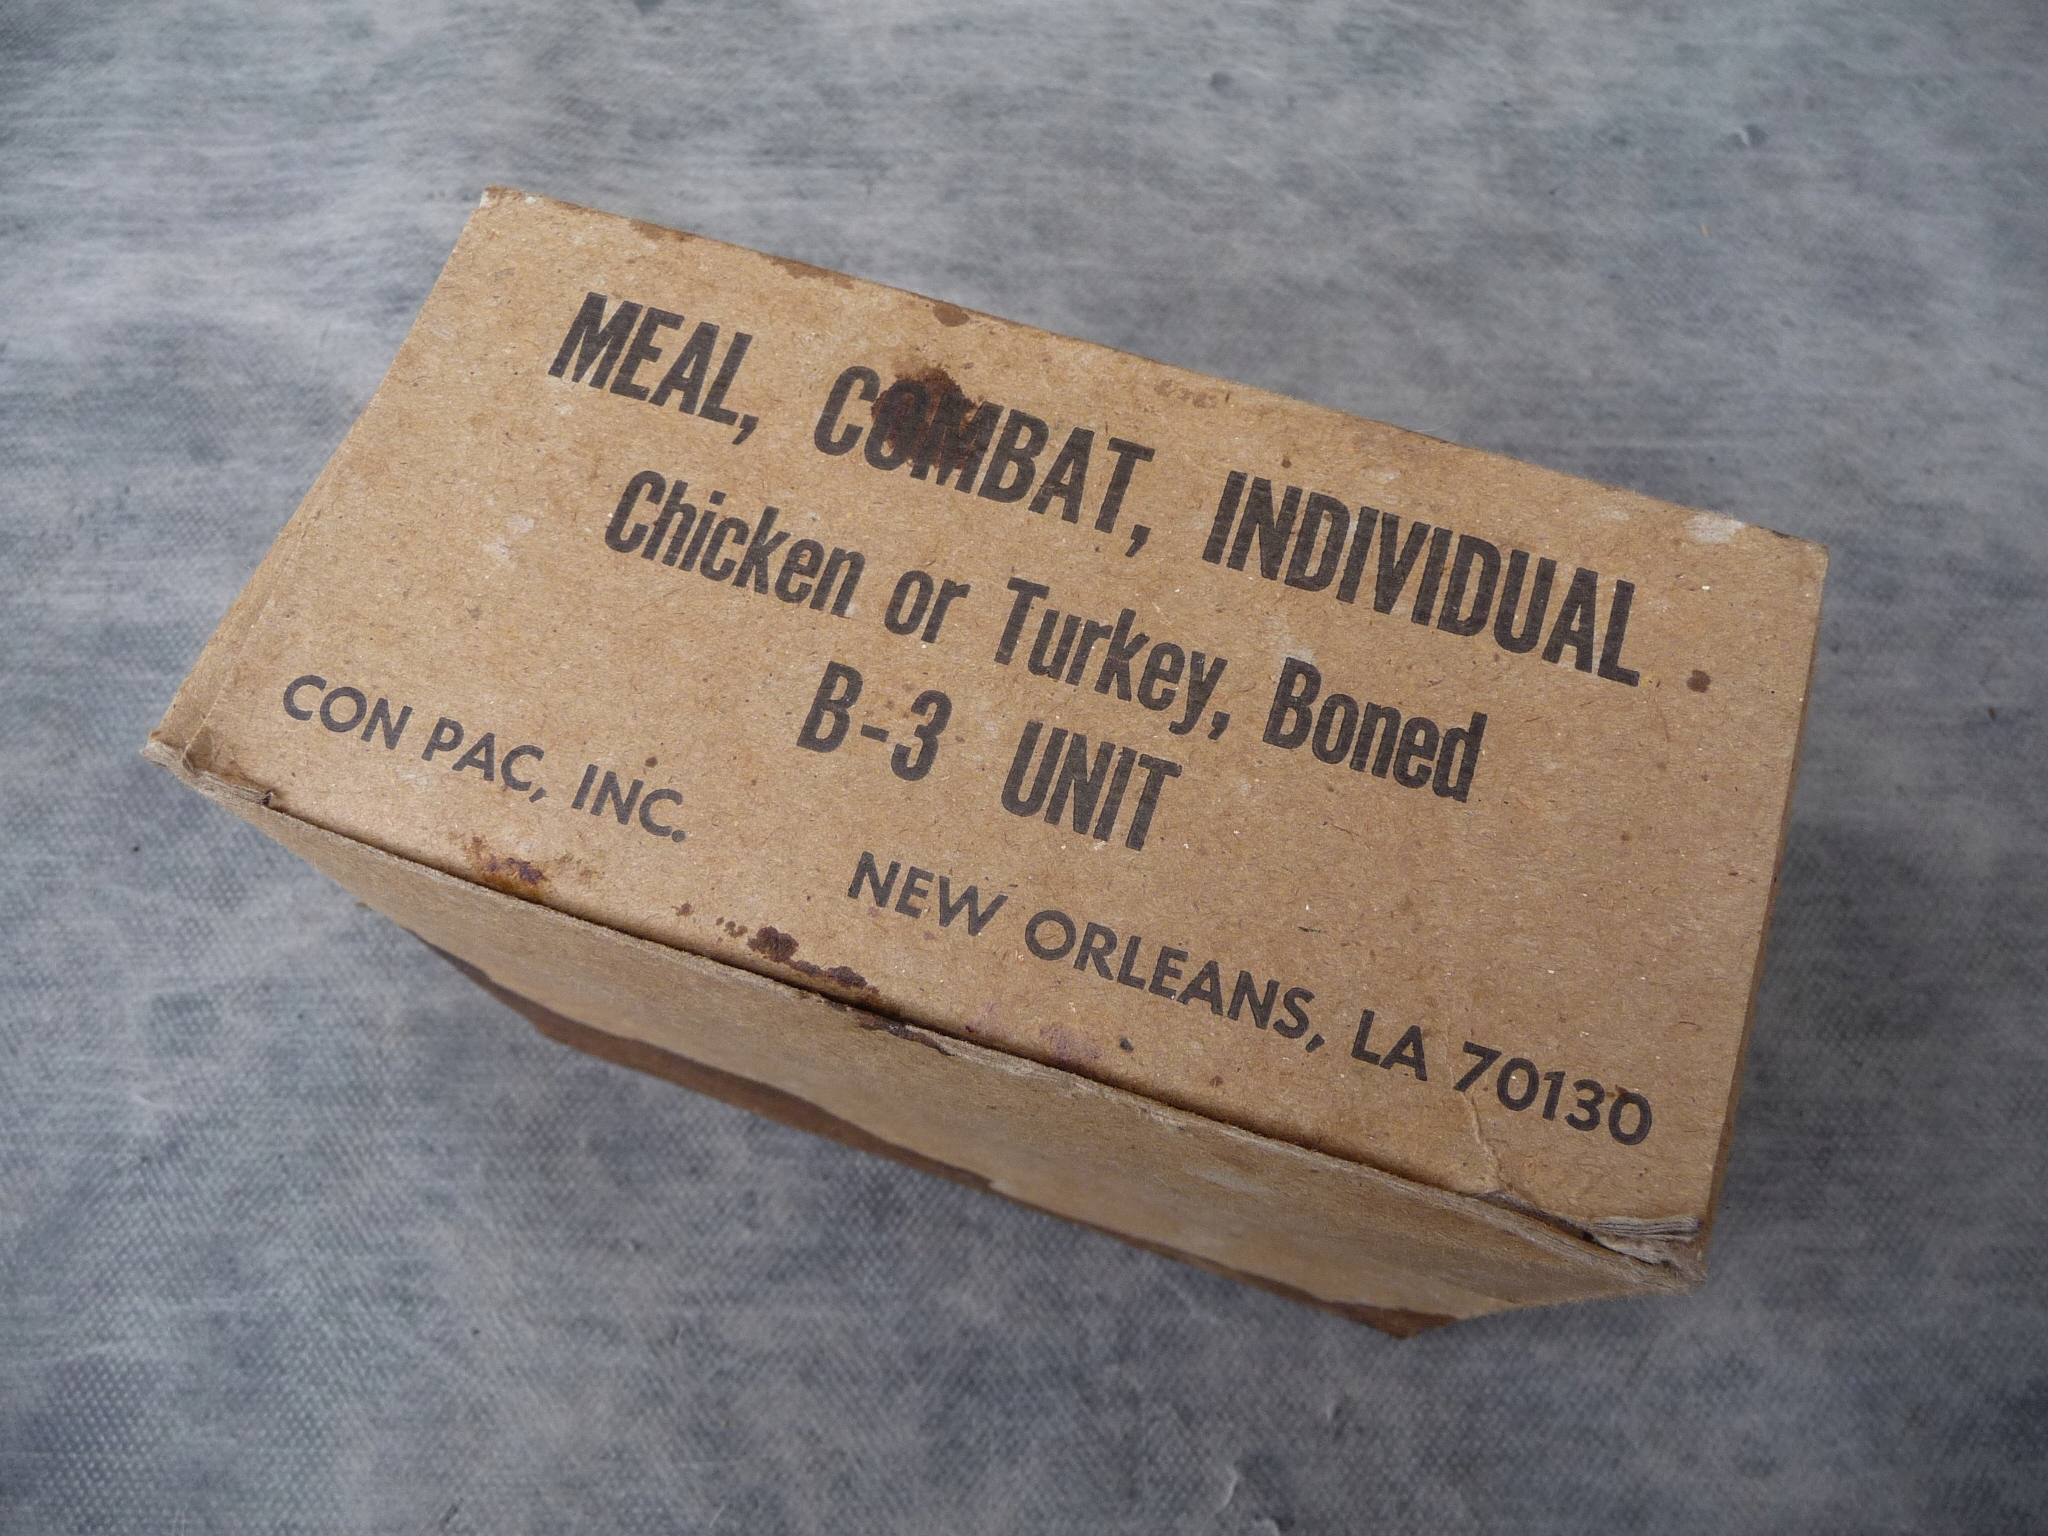 MEAL, COMBAT, INDIVIDUAL
Chicken or Turkey, Boned
B-3 UNIT
CON PAC, INC.
NEW ORLEANS, LA 70130